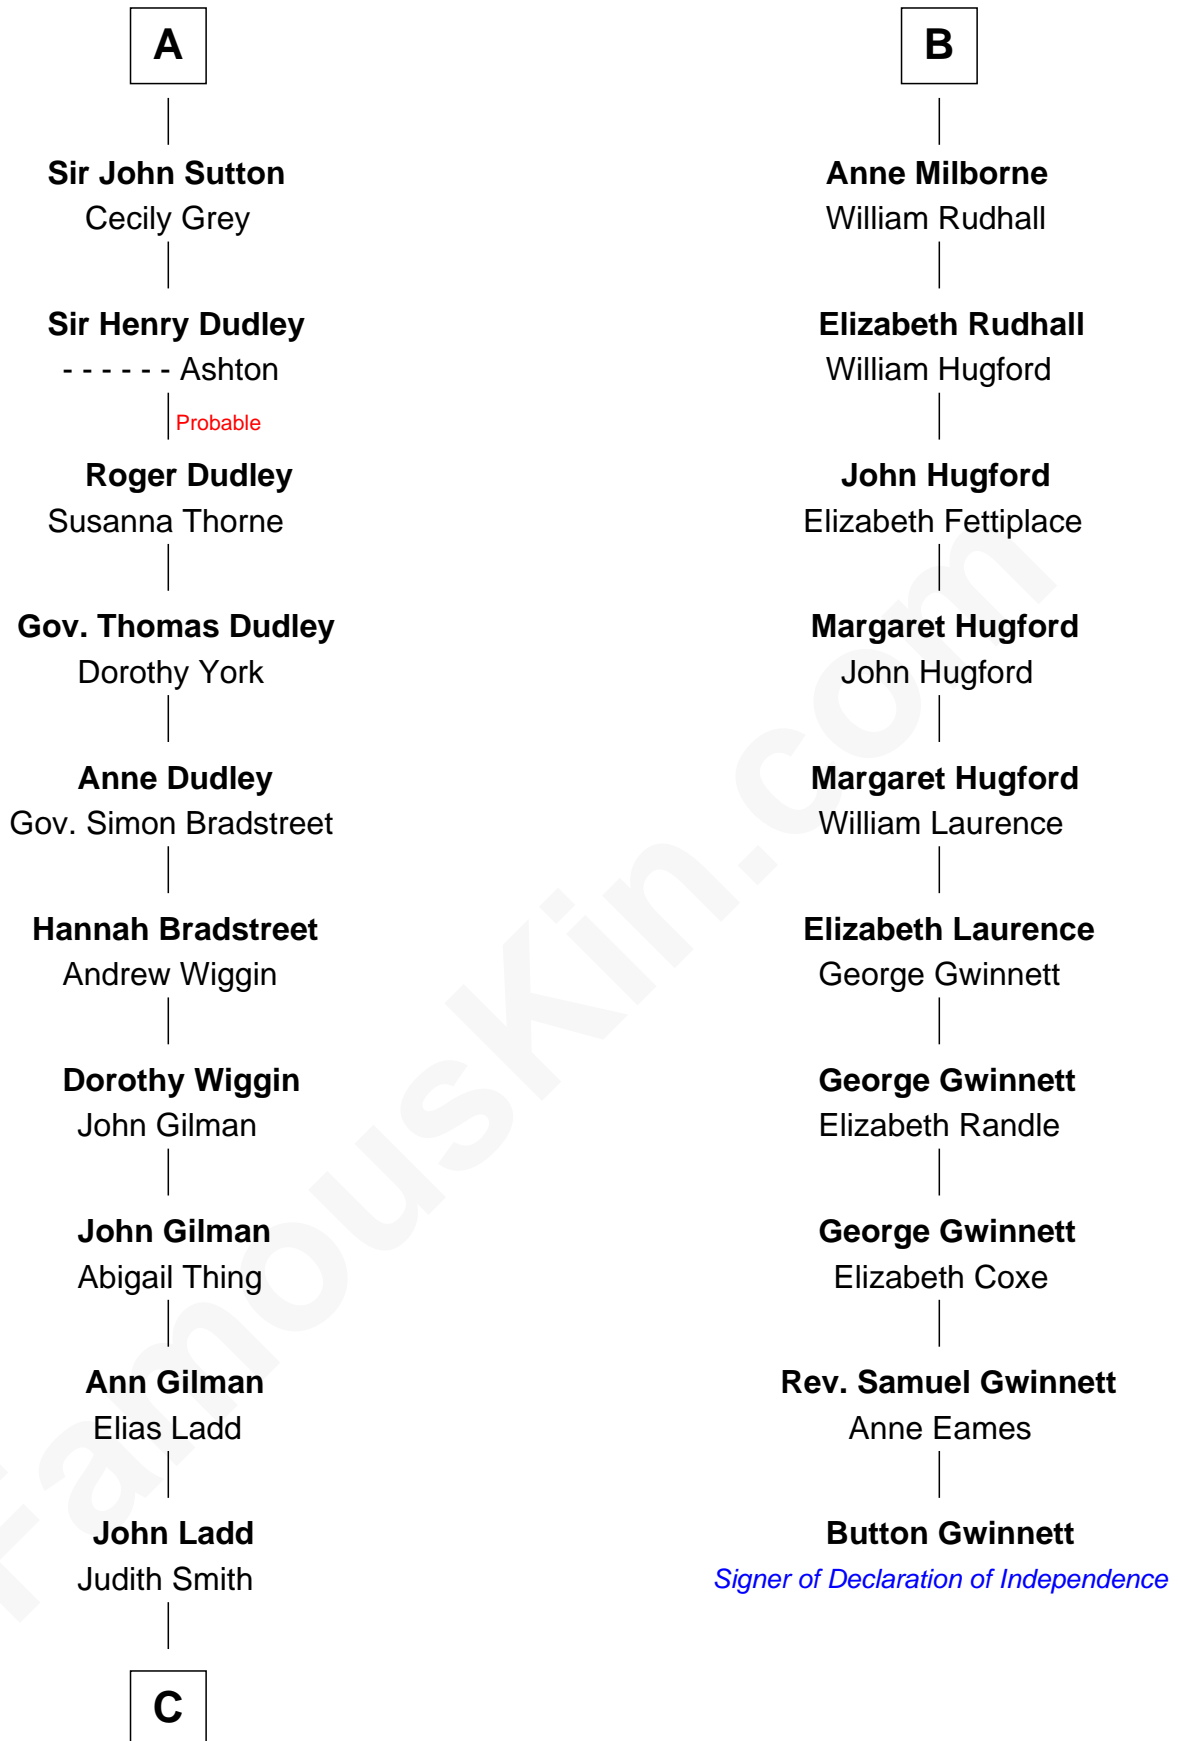 A
Sir John Sutton
Cecily Grey
Sir Henry Dudley
- - - - - - Ashton
Probable
Roger Dudley
Susanna Thorne
Gov. Thomas Dudley
Dorothy York
Anne Dudley
Gov. Simon Bradstreet
Hannah Bradstreet
Andrew Wiggin
Dorothy Wiggin
John Gilman
John Gilman
Abigail Thing
Ann Gilman
Elias Ladd
John Ladd
Judith Smith
C
B
Anne Milborne
William Rudhall
Elizabeth Rudhall
William Hugford
John Hugford
Elizabeth Fettiplace
Margaret Hugford
John Hugford
Margaret Hugford
William Laurence
Elizabeth Laurence
George Gwinnett
George Gwinnett
Elizabeth Randle
George Gwinnett
Elizabeth Coxe
Rev. Samuel Gwinnett
Anne Eames
Button Gwinnett
Signer of Declaration of Independence
FamousKin.com